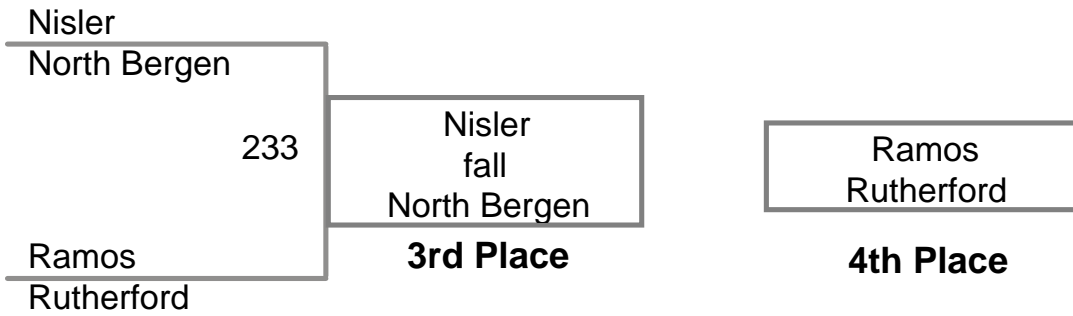 Nisler
North Bergen
233
Ramos
Rutherford
Nisler
fall
North Bergen
3rd Place
Ramos
Rutherford
4th Place